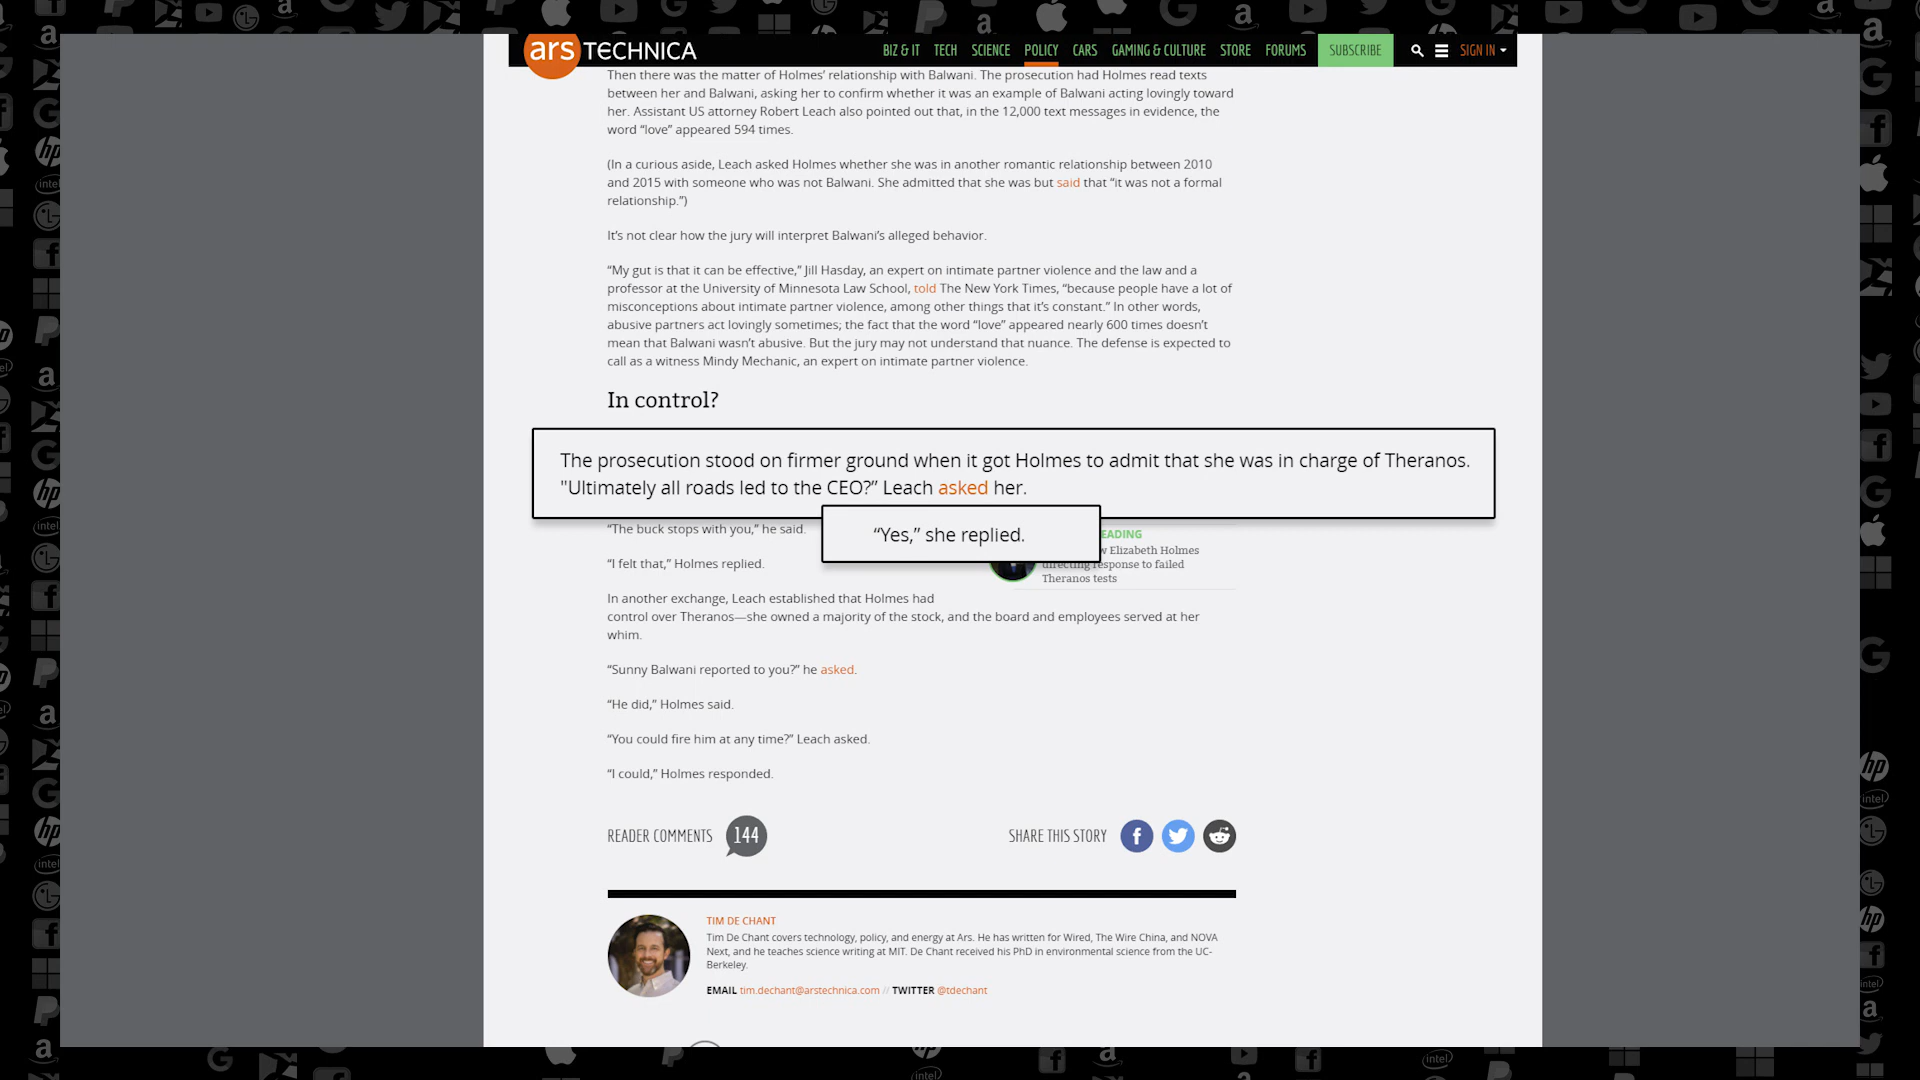 ars TECHNICA
BIZ & IT TECH SCIENCE POLICY CARS GAMING & CULTURE STORE FORUMS SUBSCRIBE SIGN IN
Then there was the matter of Holmes’ relationship with Balwani. The prosecution had Holmes read texts
between her and Balwani, asking her to confirm whether it was an example of Balwani acting lovingly toward
her. Assistant US attorney Robert Leach also pointed out that, in the 12,000 text messages in evidence, the
word “love” appeared 594 times.
(In a curious aside, Leach asked Holmes whether she was in another romantic relationship between 2010
and 2015 with someone who was not Balwani. She admitted that she was but said that “it was not a formal
relationship.”)
It’s not clear how the jury will interpret Balwani’s alleged behavior.
“My gut is that it can be effective,” Jill Hasday, an expert on intimate partner violence and the law and a
professor at the University of Minnesota Law School, told The New York Times, “because people have a lot of
misconceptions about intimate partner violence, among other things that it’s constant.” In other words,
abusive partners act lovingly sometimes; the fact that the word “love” appeared nearly 600 times doesn’t
mean that Balwani wasn’t abusive. But the jury may not understand that nuance. The defense is expected to
call as a witness Mindy Mechanic, an expert on intimate partner violence.
In control?
The prosecution stood on firmer ground when it got Holmes to admit that she was in charge of Theranos.
"Ultimately all roads led to the CEO?” Leach asked her.
“Yes,” she replied.
“The buck stops with you,” he said.
EADING
w Elizabeth Holmes
directing response to failed
Theranos tests
“I felt that,” Holmes replied.
In another exchange, Leach established that Holmes had
control over Theranos—she owned a majority of the stock, and the board and employees served at her
whim.
“Sunny Balwani reported to you?” he asked.
“He did,” Holmes said.
“You could fire him at any time?” Leach asked.
“I could,” Holmes responded.
READER COMMENTS 144
SHARE THIS STORY
TIM DE CHANT
Tim De Chant covers technology, policy, and energy at Ars. He has written for Wired, The Wire China, and NOVA
Next, and he teaches science writing at MIT. De Chant received his PhD in environmental science from the UC-
Berkeley.
EMAIL tim.dechant@arstechnica.com // TWITTER @tdechant